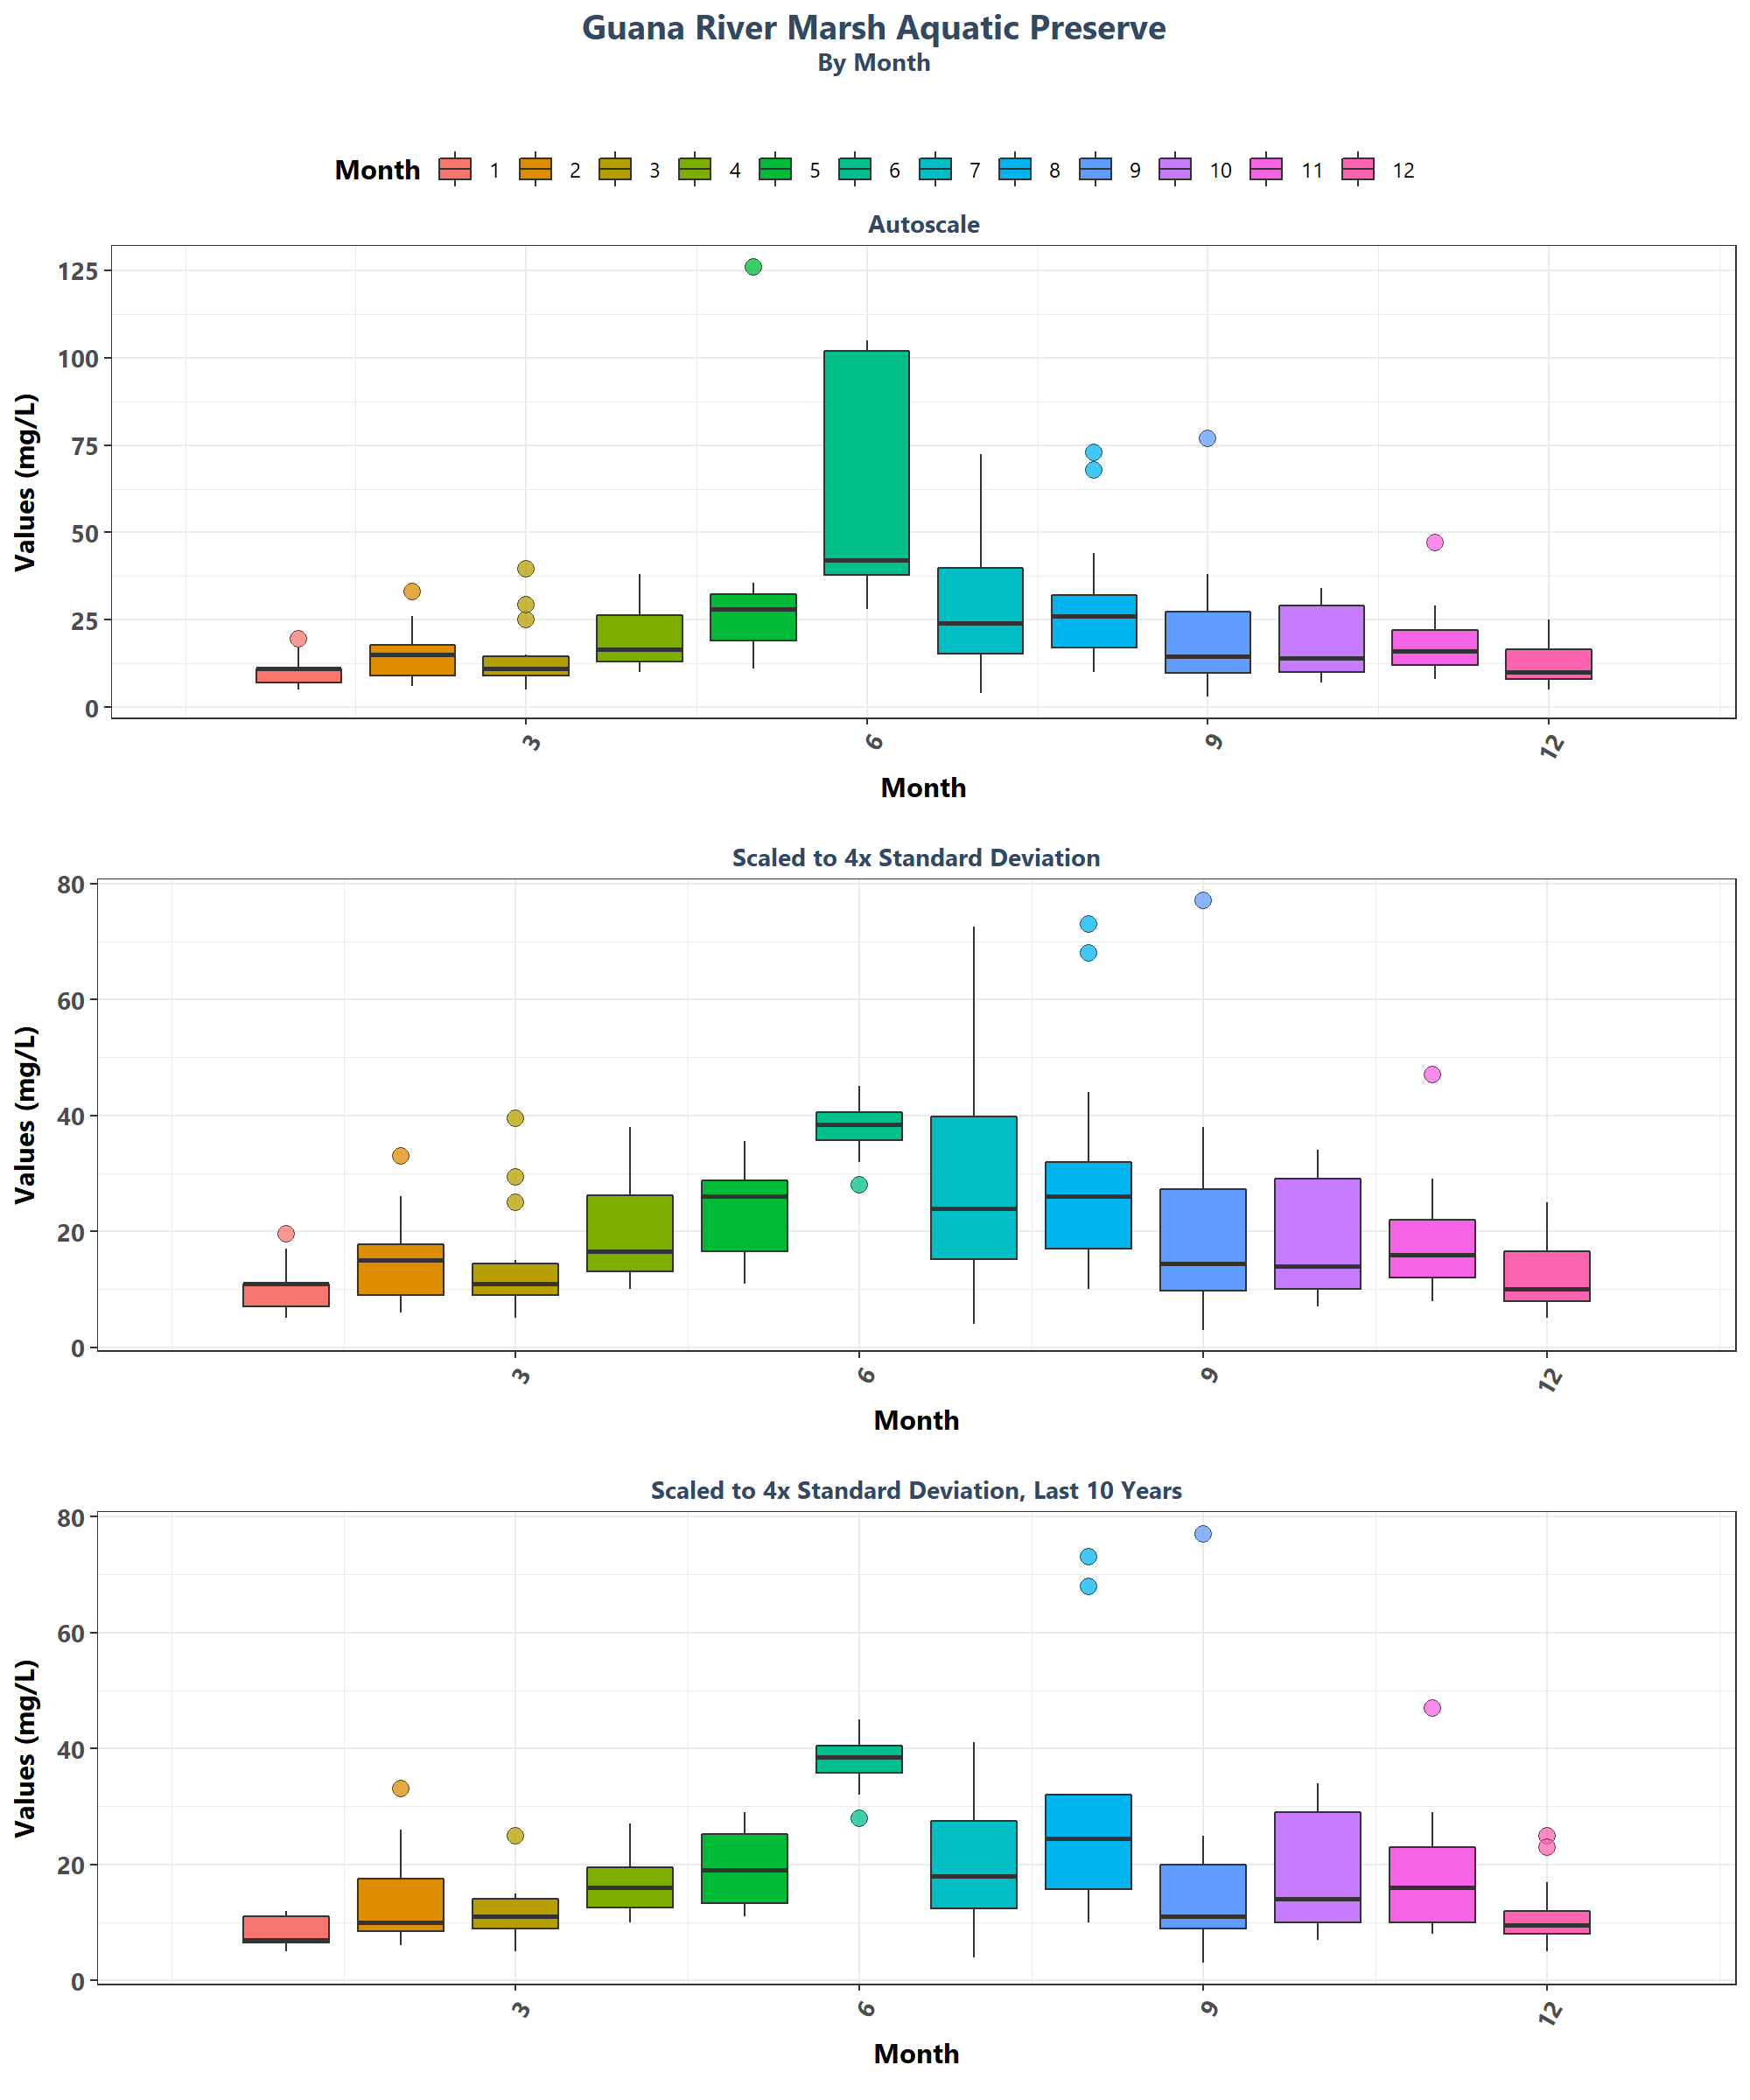 Guana River Marsh Aquatic Preserve
By Month
Month 1 2 3 4 5 6 7 8 9 10 11 12
Autoscale
Values (mg/L)
125
100
75
50
25
0
3 6 9 12
Month
Scaled to 4x Standard Deviation
Values (mg/L)
80
60
40
20
0
3 6 9 12
Month
Scaled to 4x Standard Deviation, Last 10 Years
Values (mg/L)
80
60
40
20
0
3 6 9 12
Month